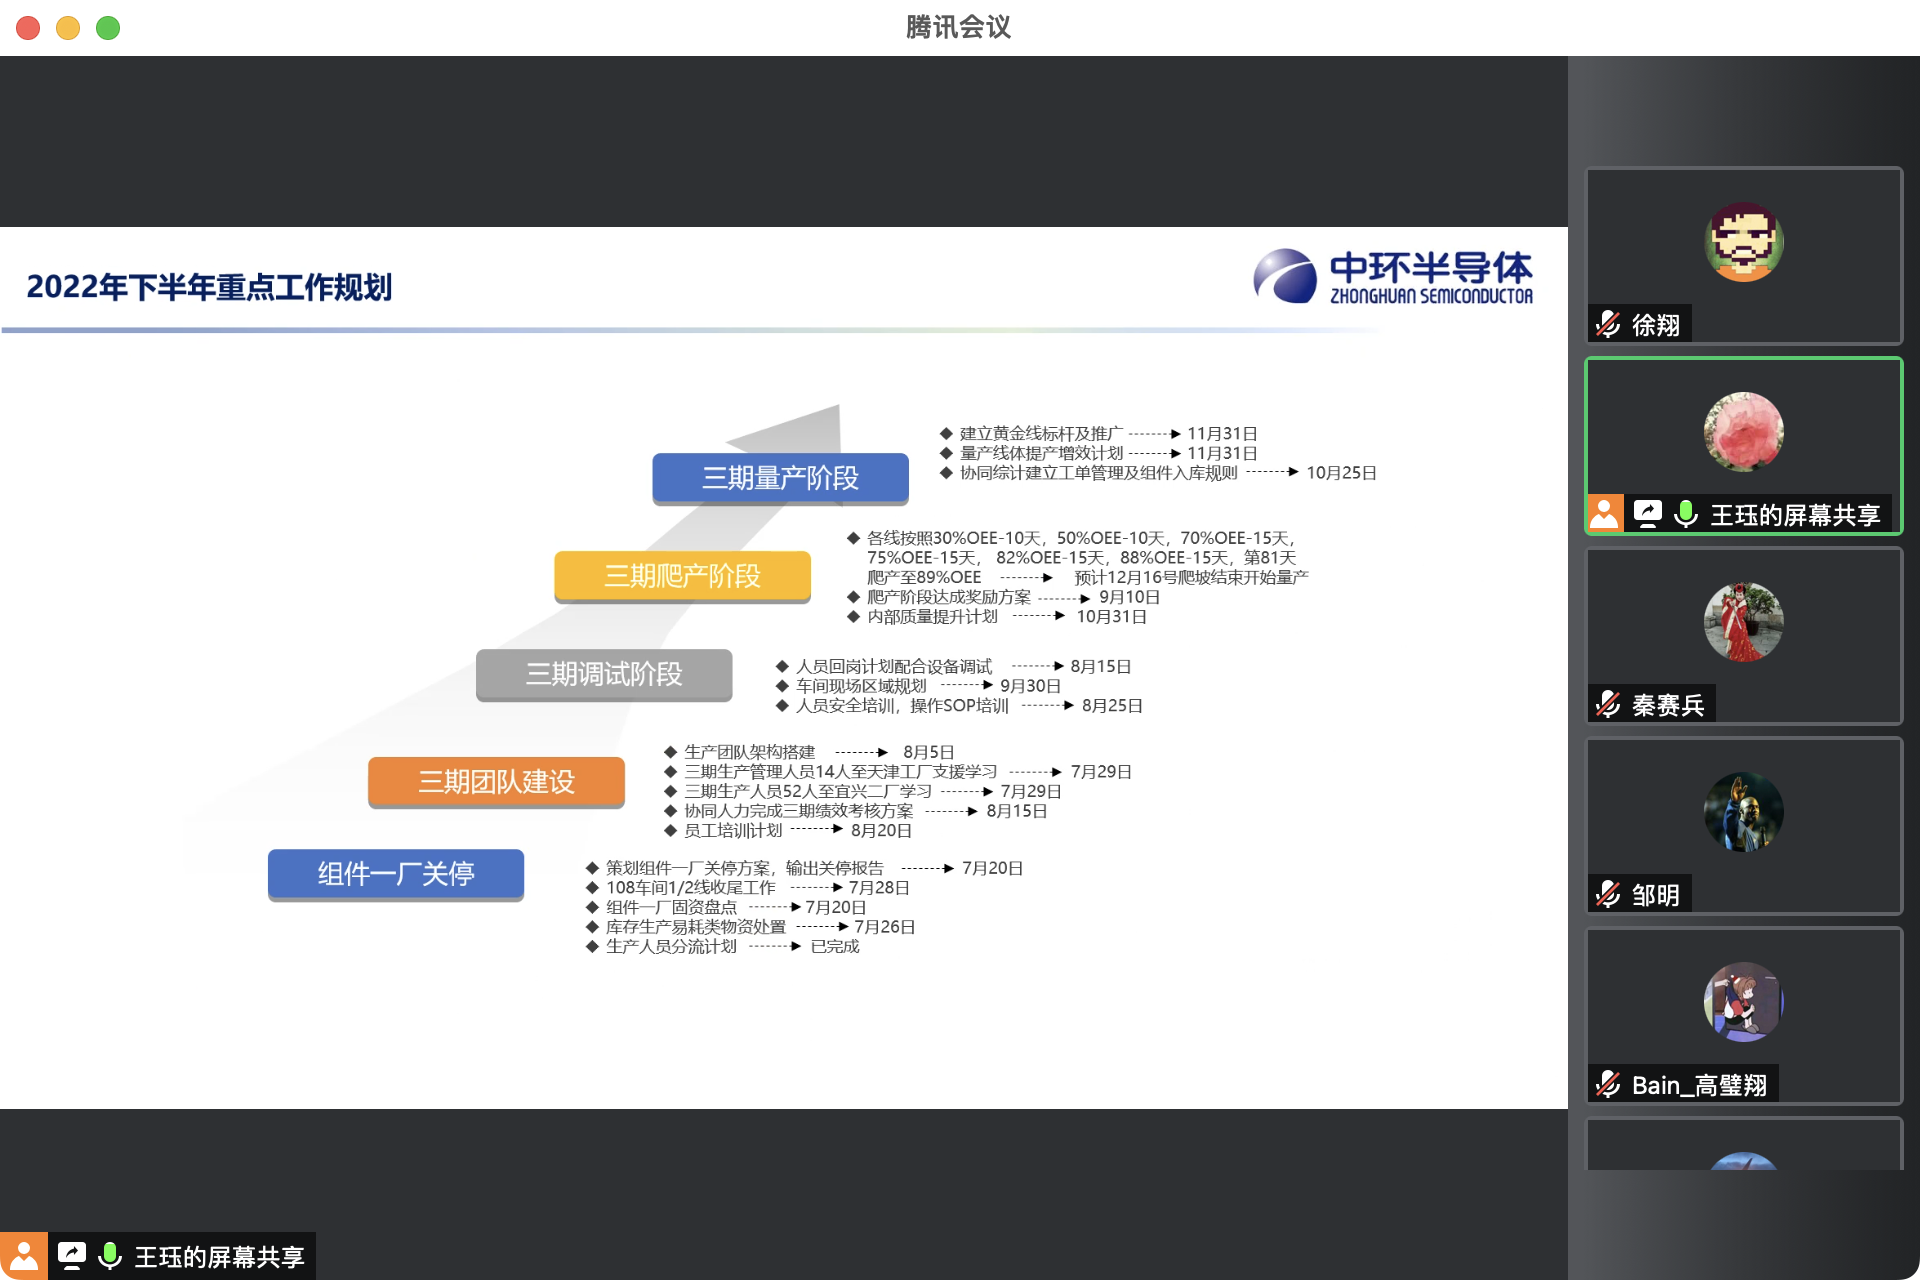 腾讯会议
2022年下半年重点工作规划
中环半导体
ZHONGHUAN SEMICONDUCTOR
三期量产阶段
建立黄金线标杆及推广 11月31日
量产线体提产增效计划 11月31日
协同综计建立工单管理及组件入库规则 10月25日
三期爬产阶段
各线按照30%OEE-10天，50%OEE-10天，70%OEE-15天，
75%OEE-15天， 82%OEE-15天，88%OEE-15天，第81天
爬产至89%OEE 预计12月16号爬坡结束开始量产
爬产阶段达成奖励方案 9月10日
内部质量提升计划 10月31日
三期调试阶段
人员回岗计划配合设备调试 8月15日
车间现场区域规划 9月30日
人员安全培训，操作SOP培训 8月25日
三期团队建设
生产团队架构搭建 8月5日
三期生产管理人员14人至天津工厂支援学习 7月29日
三期生产人员52人至宜兴二厂学习 7月29日
协同人力完成三期绩效考核方案 8月15日
员工培训计划 8月20日
组件一厂关停
策划组件一厂关停方案，输出关停报告 7月20日
108车间1/2线收尾工作 7月28日
组件一厂固资盘点 7月20日
库存生产易耗类物资处置 7月26日
生产人员分流计划 已完成
徐翔
王珏的屏幕共享
秦赛兵
邹明
Bain_高璧翔
王珏的屏幕共享